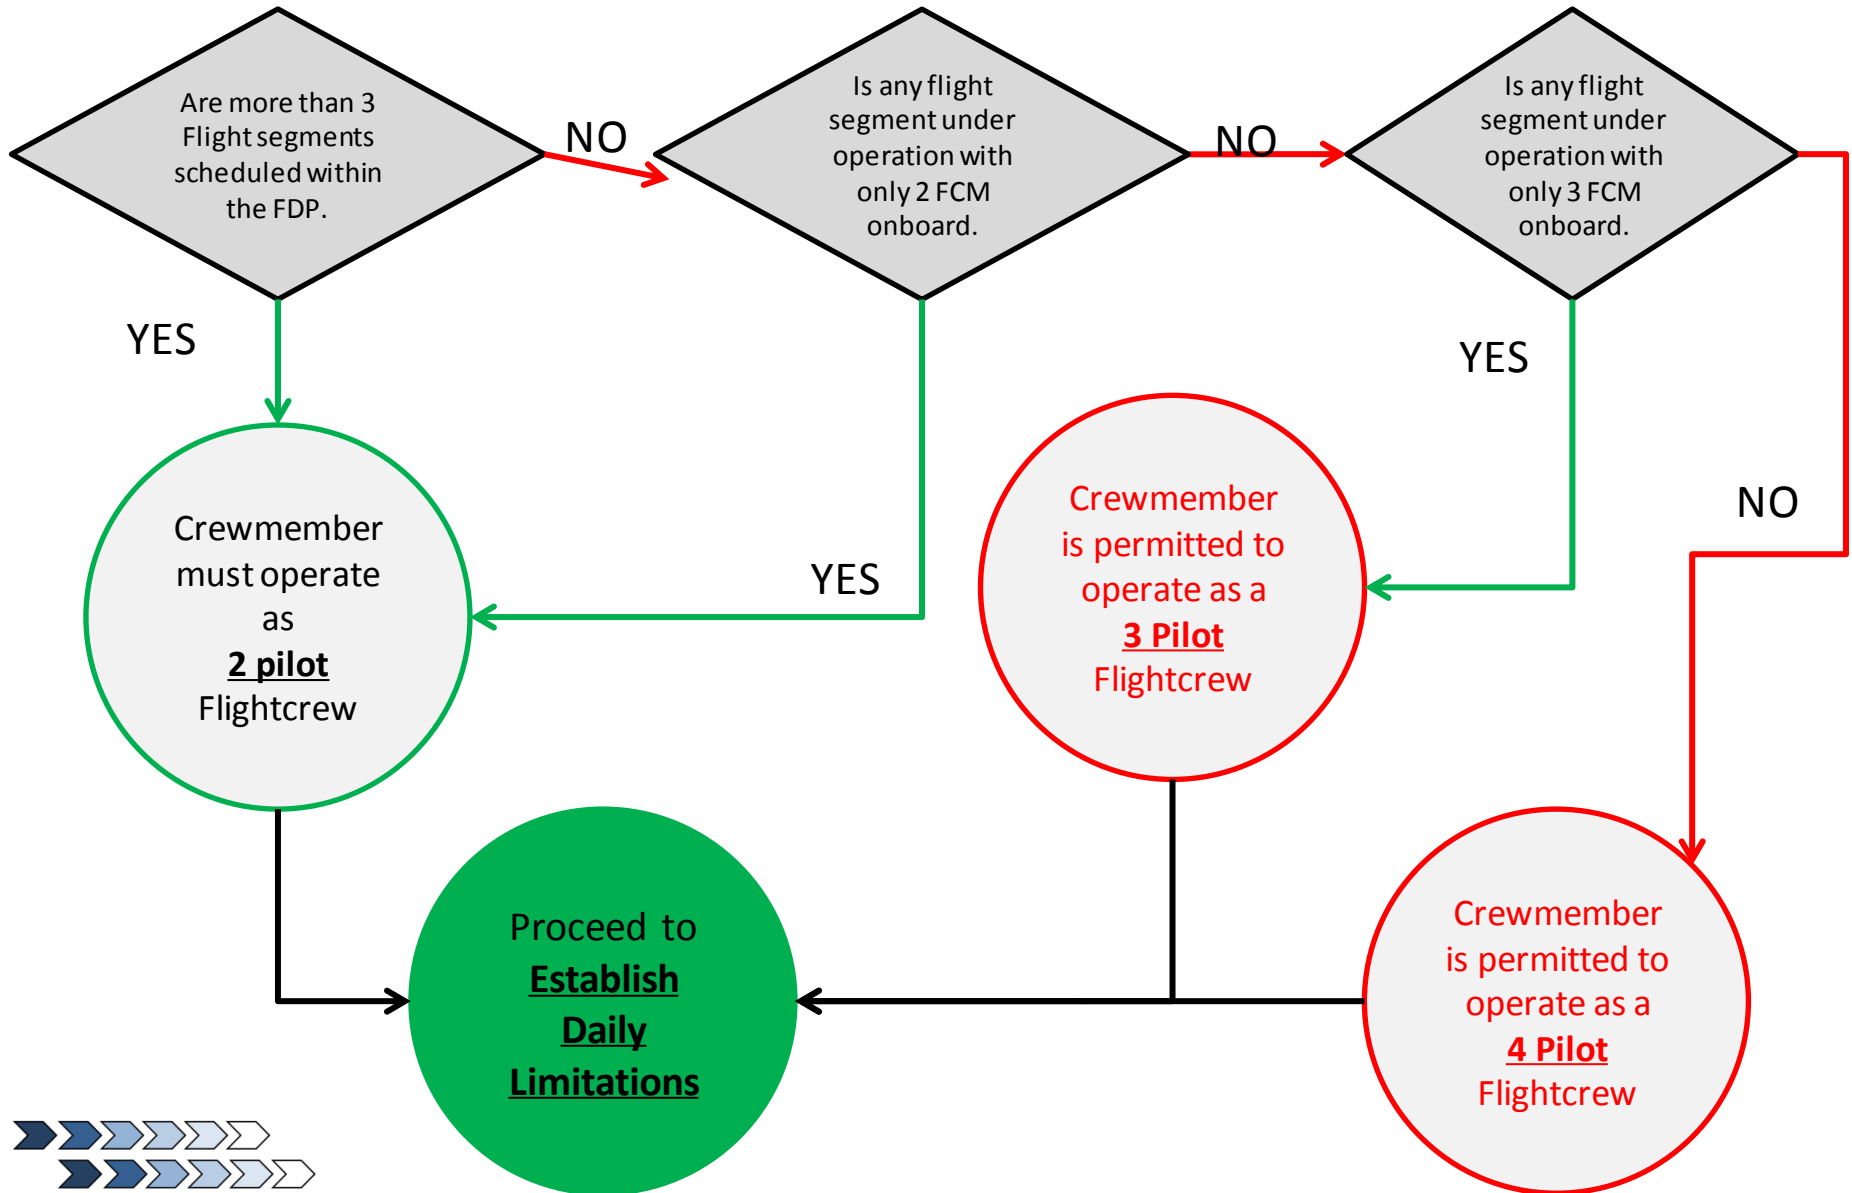 Are more than 3
Flight segments
scheduled within
the FDP.
NO
Is any flight
segment under
operation with
only 2 FCM
onboard.
NO
Is any flight
segment under
operation with
only 3 FCM
onboard.
YES
YES
YES
NO
Crewmember
must operate
as
2 pilot
Flightcrew
Crewmember
is permitted to
operate as a
3 Pilot
Flightcrew
Crewmember
is permitted to
operate as a
4 Pilot
Flightcrew
Proceed to
Establish
Daily
Limitations